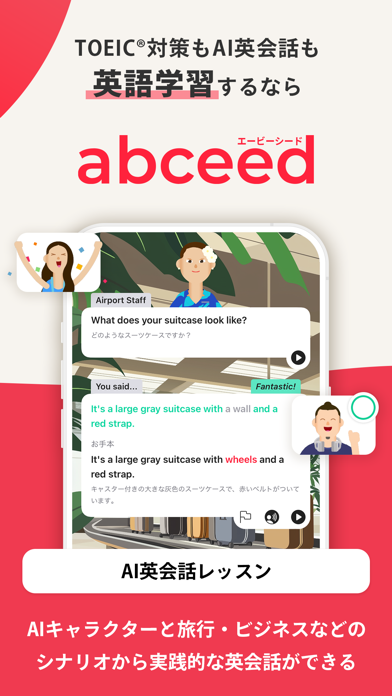 TOEIC®対策もAI英会話も
英語学習するなら
エービーシード
abceed
Airport Staff
What does your suitcase look like?
どのようなスーツケースですか？
You said...
Fantastic!
It's a large gray suitcase with a wall and a
red strap.
お手本
It's a large gray suitcase with wheels and a
red strap.
キャスター付きの大きな灰色のスーツケースで、赤いベルトがついて
います。
AI英会話レッスン
AIキャラクターと旅行・ビジネスなどの
シナリオから実践的な英会話ができる